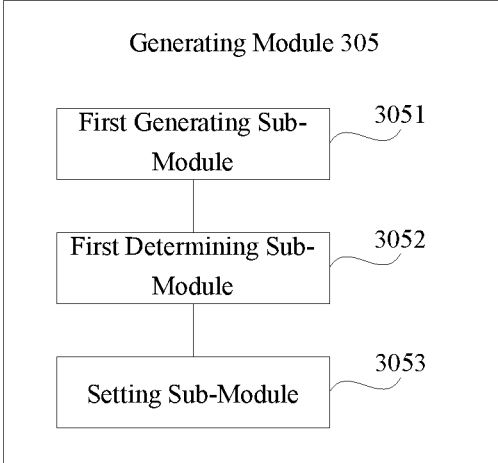 Generating Module 305
First Generating Sub-
Module
3051
First Determining Sub-
Module
3052
Setting Sub-Module
3053